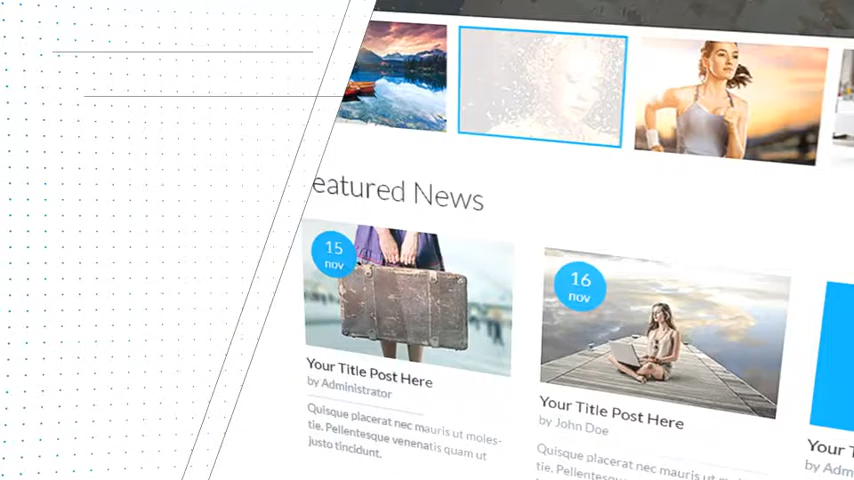 eatured News
15
nov
Your Title Post Here
by Administrator
Quisque placerat nec mauris ut moles-
tie. Pellentesque venenatis quam ut
justo tincidunt.
16
nov
Your Title Post Here
by John Doe
Quisque placerat nec mauris ut
tie. Pellentesque
Your T
by Adm